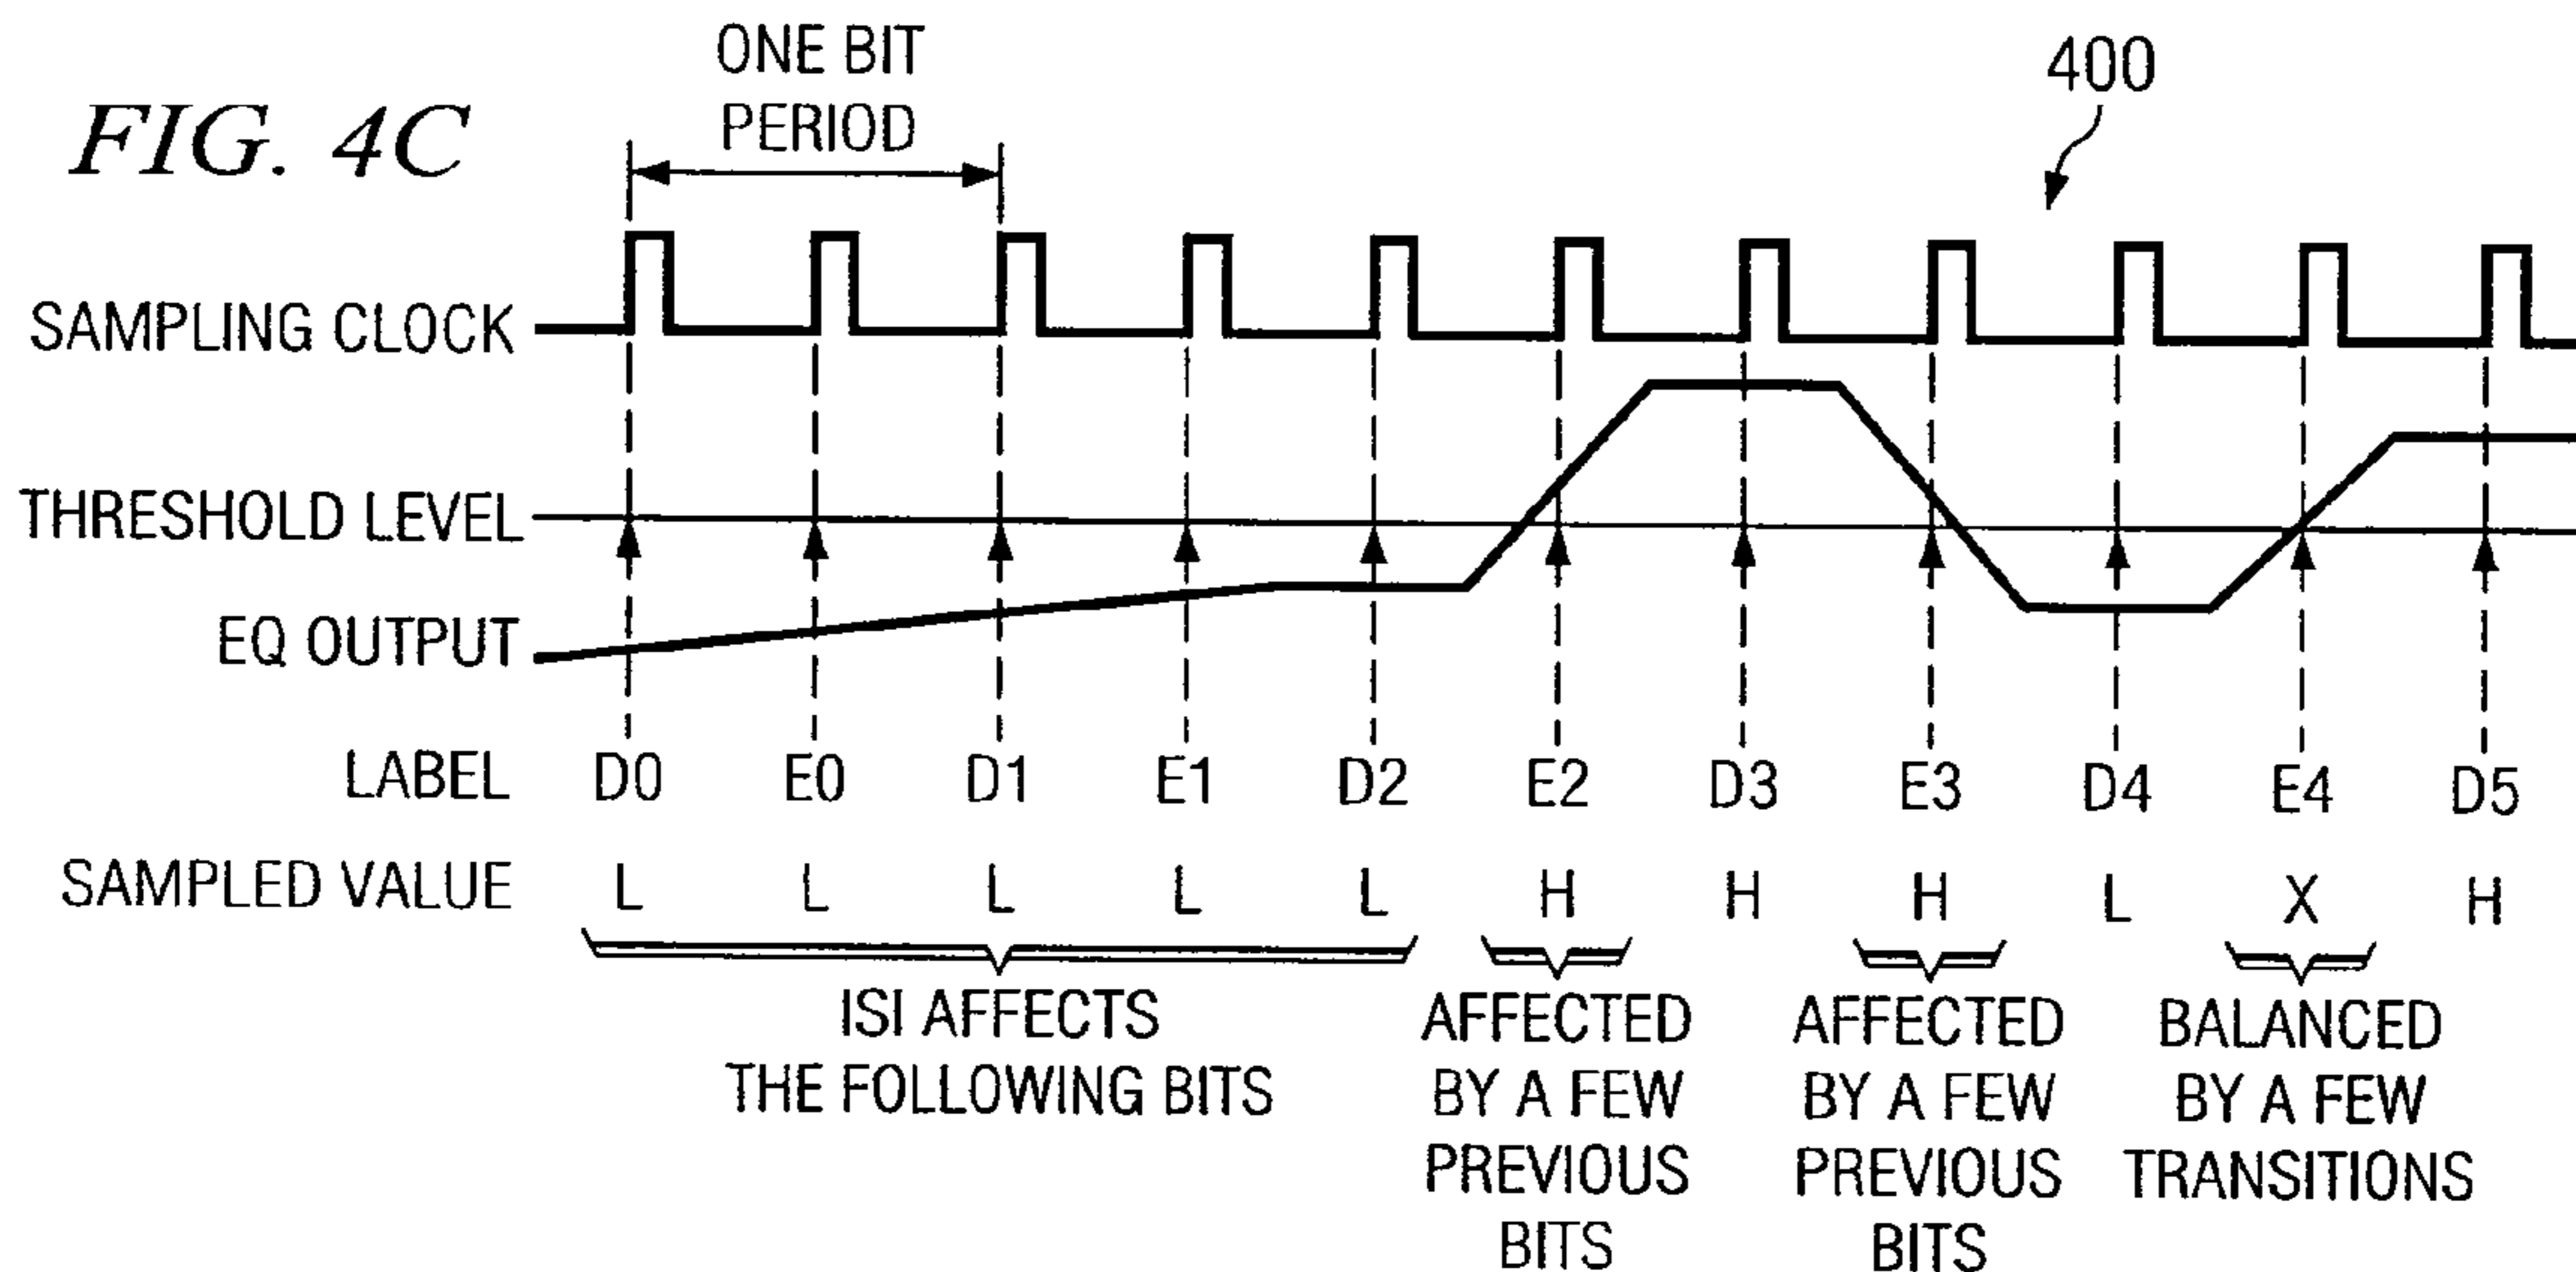 FIG. 4C
ONE BIT
PERIOD
400
SAMPLING CLOCK
THRESHOLD LEVEL
EQ OUTPUT
LABEL D0 E0 D1 E1 D2 E2 D3 E3 D4 E4 D5
SAMPLED VALUE L L L L L H H H L X H
ISI AFFECTS
THE FOLLOWING BITS
AFFECTED
BY A FEW
PREVIOUS
BITS
AFFECTED
BY A FEW
PREVIOUS
BITS
BALANCED
BY A FEW
TRANSITIONS